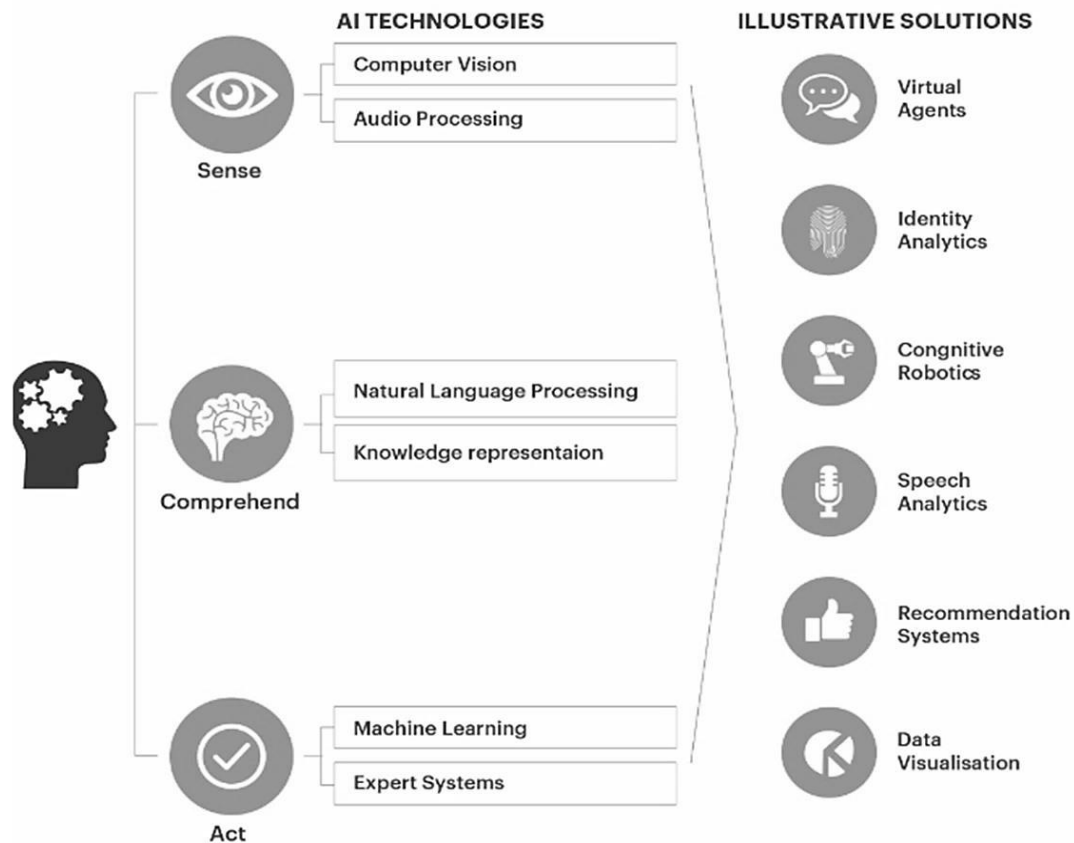 AI TECHNOLOGIES
ILLUSTRATIVE SOLUTIONS
Sense
Computer Vision
Audio Processing
Comprehend
Natural Language Processing
Knowledge representaion
Act
Machine Learning
Expert Systems
Virtual
Agents
Identity
Analytics
Congnitive
Robotics
Speech
Analytics
Recommendation
Systems
Data
Visualisation